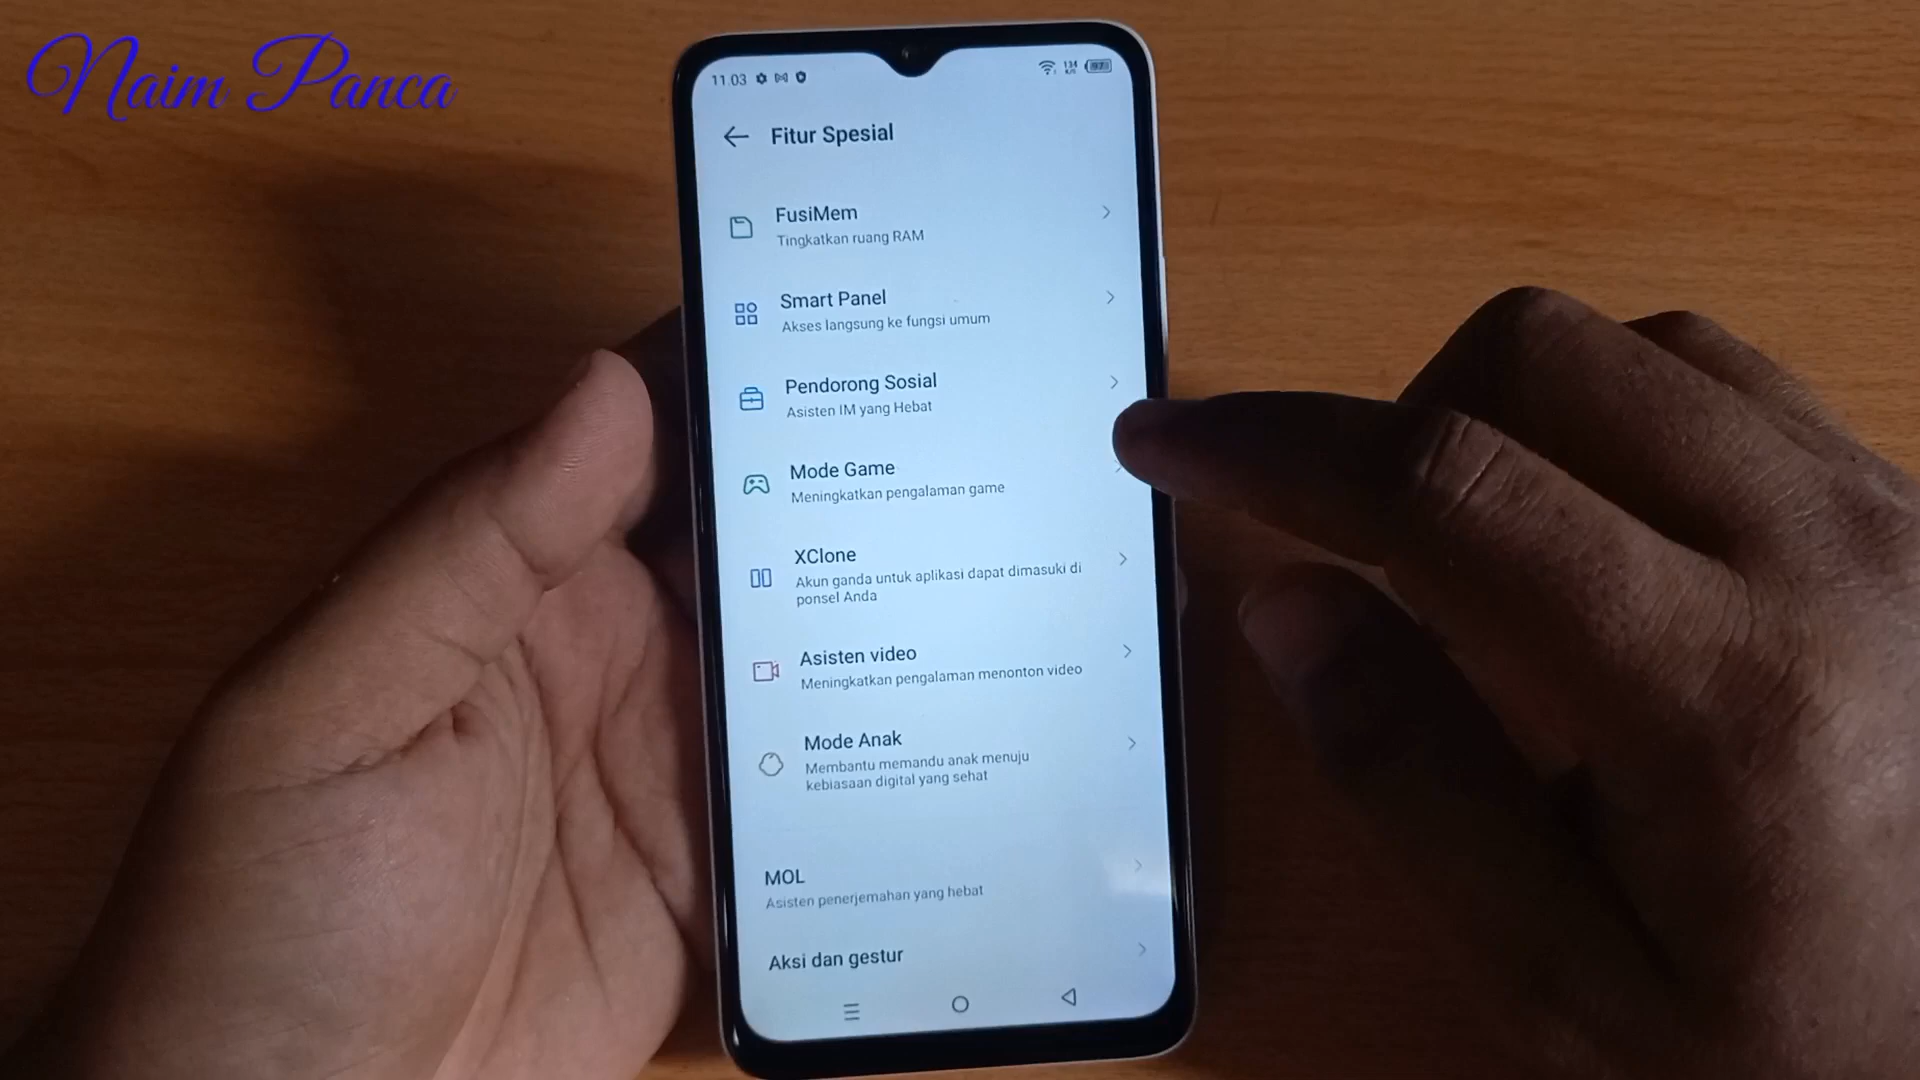 Naim Panca
11.03
134
97
Fitur Spesial
FusiMem
Tingkatkan ruang RAM
Smart Panel
Akses langsung ke fungsi umum
Pendorong Sosial
Asisten IM yang Hebat
Mode Game
Meningkatkan pengalaman game
XClone
Akun ganda untuk aplikasi dapat dimasuki di
ponsel Anda
Asisten video
Meningkatkan pengalaman menonton video
Mode Anak
Membantu memandu anak menuju
kebiasaan digital yang sehat
MOL
Asisten penerjemahan yang hebat
Aksi dan gestur